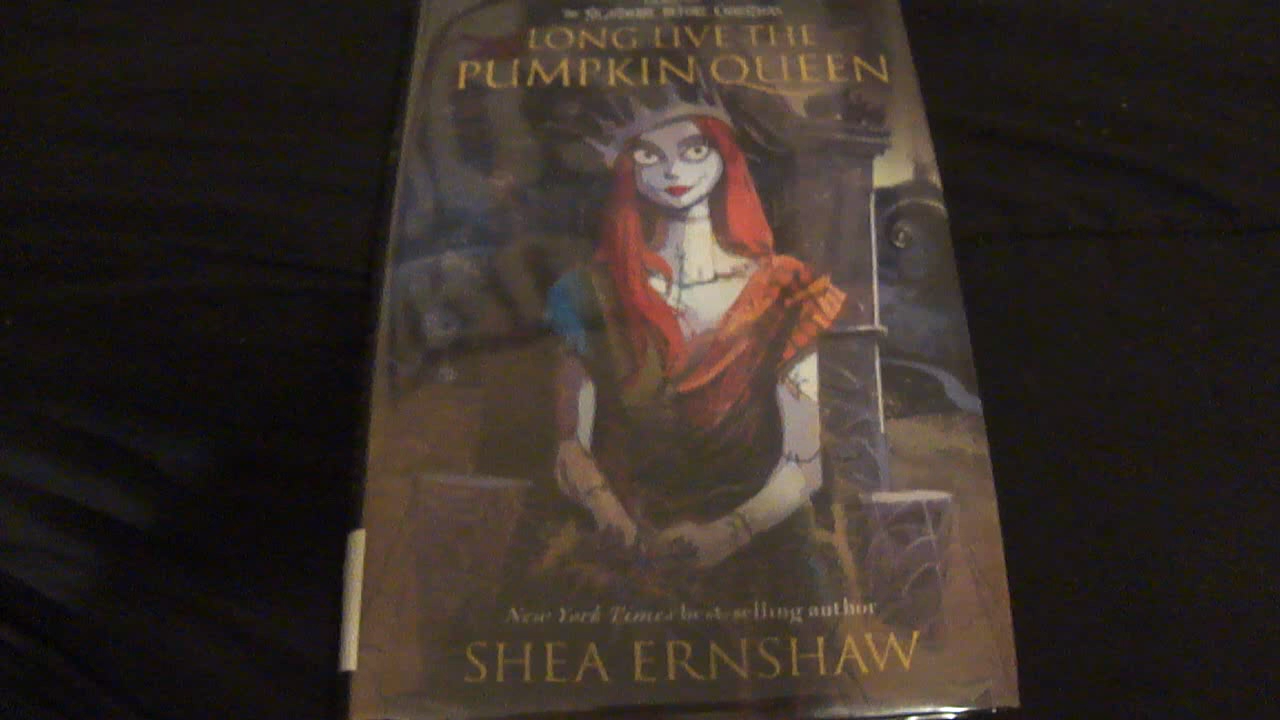 THE NIGHTMARE BEFORE CHRISTMAS
LONG LIVE THE
PUMPKIN QUEEN
New York Times best-selling author
SHEA ERNSHAW